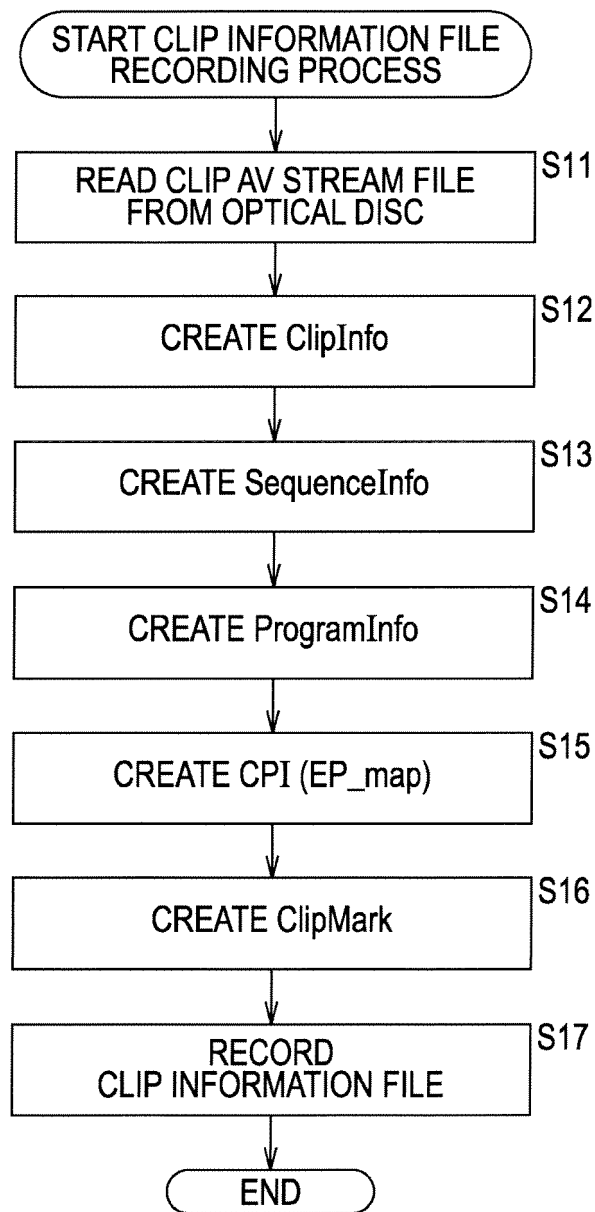 START CLIP INFORMATION FILE
RECORDING PROCESS
S11
READ CLIP AV STREAM FILE
FROM OPTICAL DISC
S12
CREATE ClipInfo
S13
CREATE SequenceInfo
S14
CREATE ProgramInfo
S15
CREATE CPI (EP_map)
S16
CREATE ClipMark
S17
RECORD
CLIP INFORMATION FILE
END